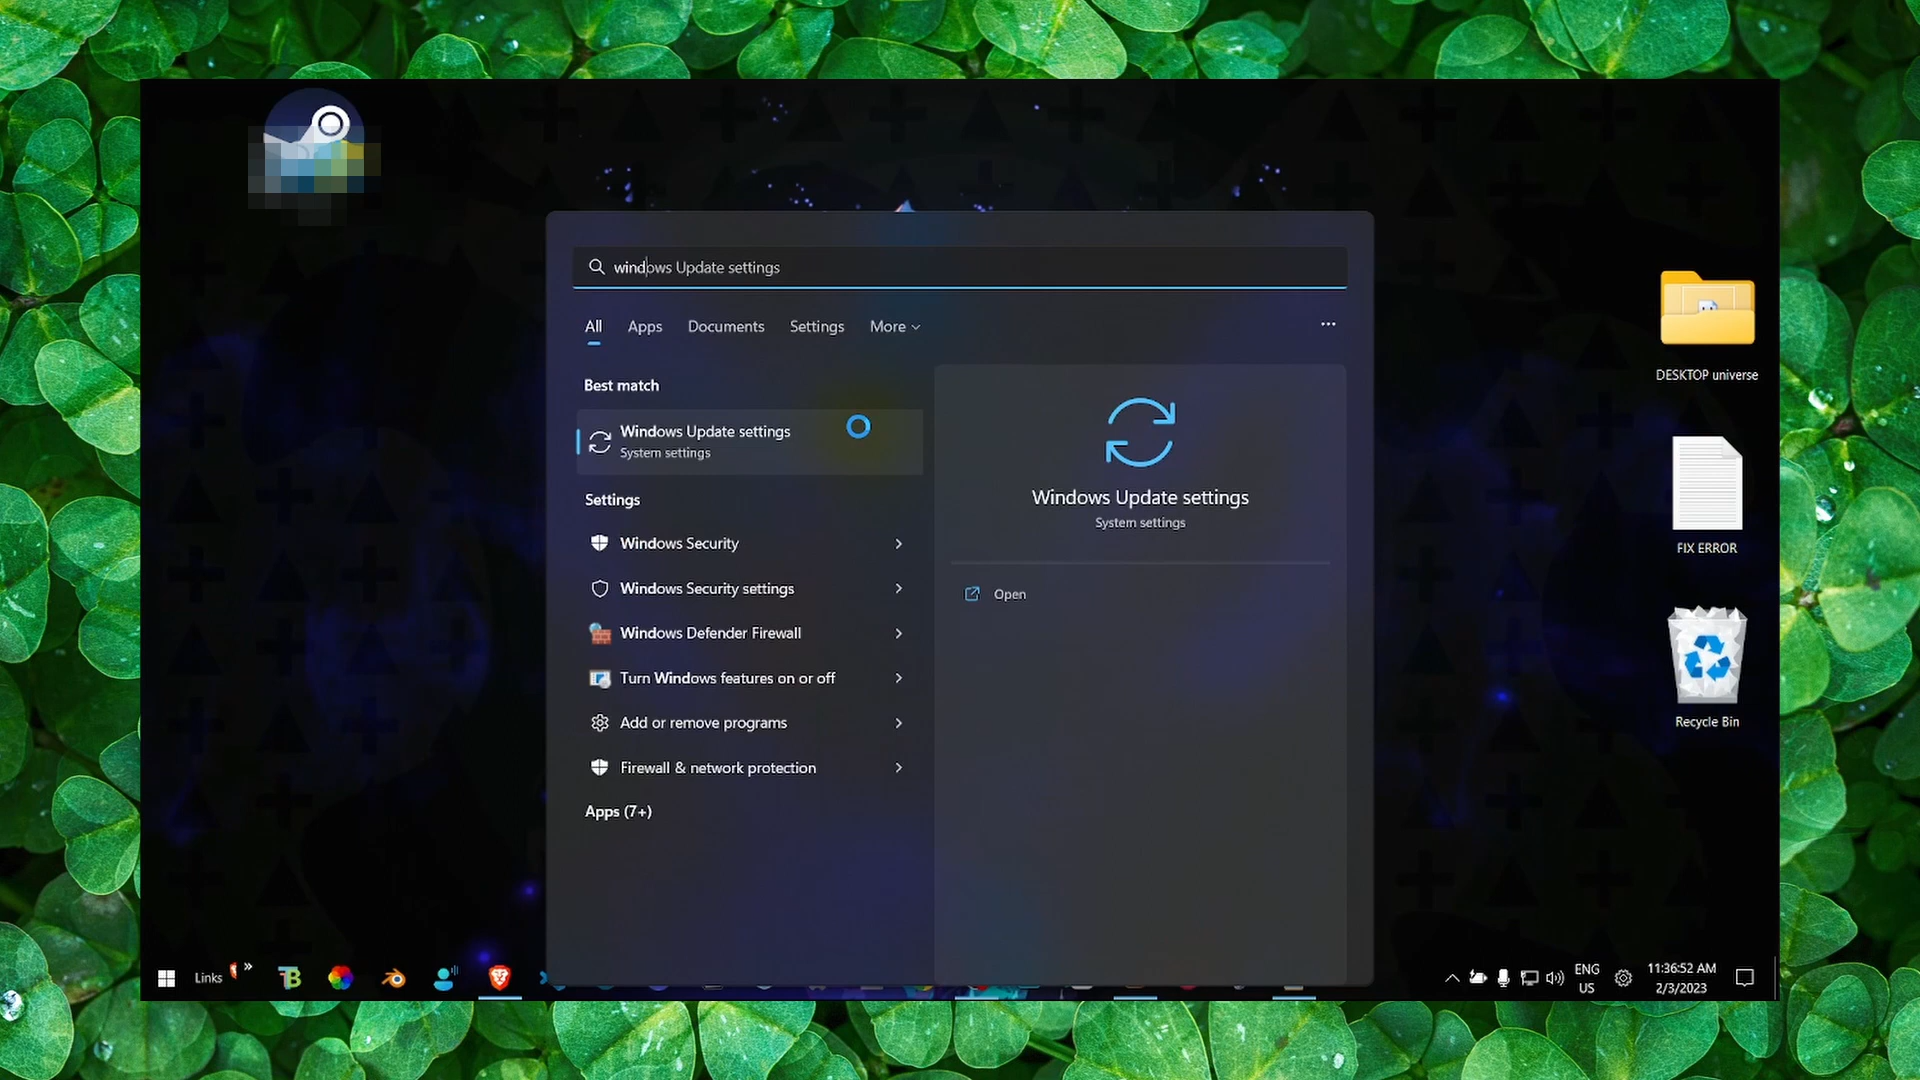 windows Update settings
All Apps Documents Settings More
Best match
Windows Update settings
System settings
Settings
Windows Security
Windows Security settings
Windows Defender Firewall
Turn Windows features on or off
Add or remove programs
Firewall & network protection
Apps (7+)
Windows Update settings
System settings
Open
DESKTOP universe
FIX ERROR
Recycle Bin
Links
ENG
US
11:36:52 AM
2/3/2023